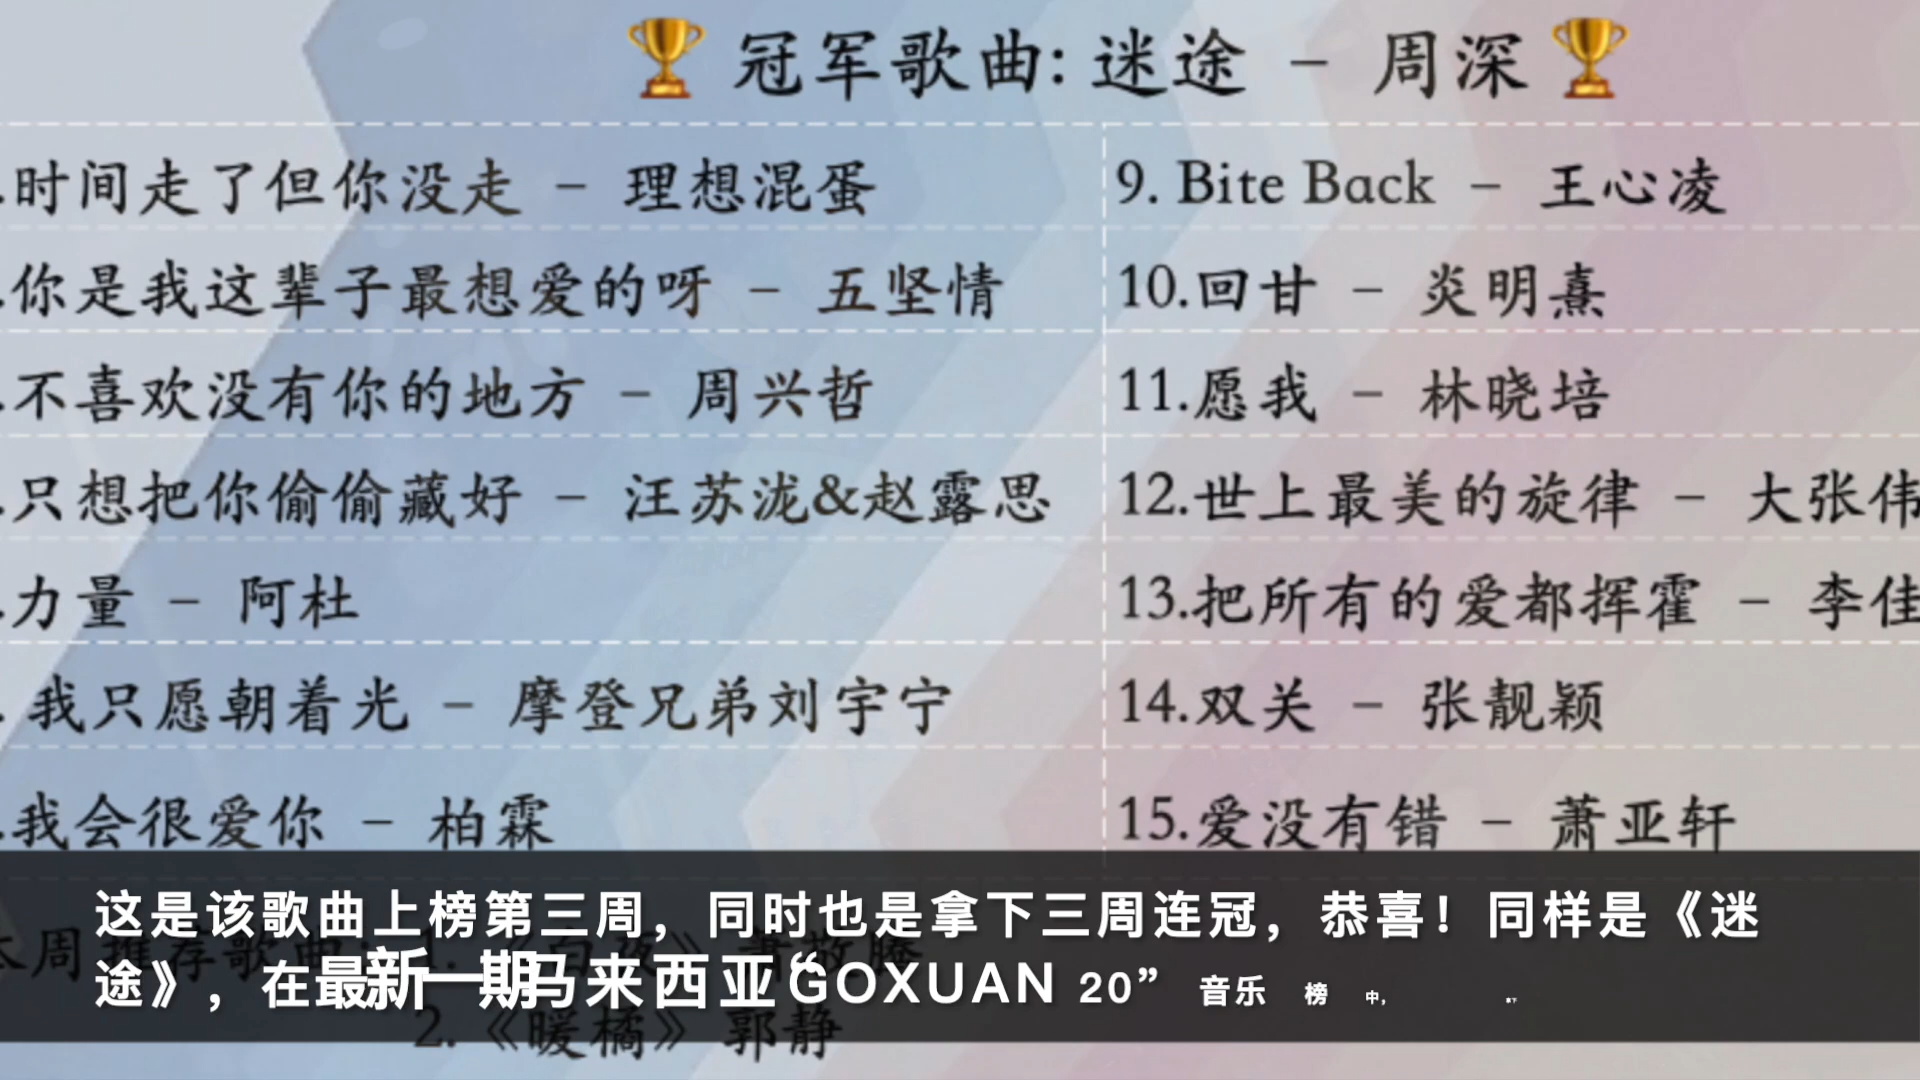 🏆 冠军歌曲: 迷途 – 周深 🏆
.时间走了但你没走 – 理想混蛋
.你是我这辈子最想爱的呀 – 五坚情
.不喜欢没有你的地方 – 周兴哲
.只想把你偷偷藏好 – 汪苏泷&赵露思
.力量 – 阿杜
.我只愿朝着光 – 摩登兄弟刘宇宁
.我会很爱你 – 柏霖
9. Bite Back – 王心凌
10.回甘 – 炎明熹
11.愿我 – 林晓培
12.世上最美的旋律 – 大张伟
13.把所有的爱都挥霍 – 李佳
14.双关 – 张靓颖
15.爱没有错 – 萧亚轩
这是该歌曲上榜第三周，同时也是拿下三周连冠，恭喜！同样是《迷
途》，在最新一期马来西亚“GOXUAN 20”音乐榜中，
本周推荐歌曲
2. 《暖橘》郭静